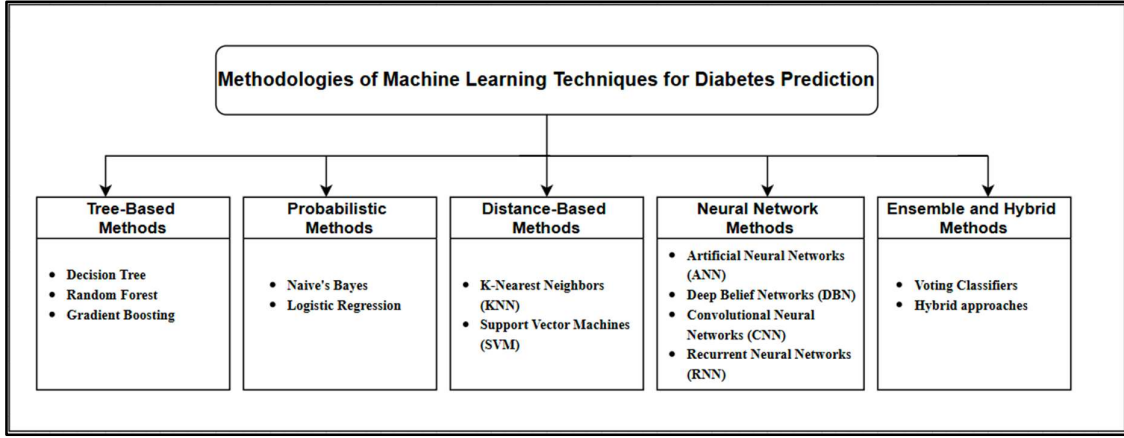 Methodologies of Machine Learning Techniques for Diabetes Prediction
Tree-Based
Methods
• Decision Tree
• Random Forest
• Gradient Boosting
Probabilistic
Methods
• Naive's Bayes
• Logistic Regression
Distance-Based
Methods
• K-Nearest Neighbors
(KNN)
• Support Vector Machines
(SVM)
Neural Network
Methods
• Artificial Neural Networks
(ANN)
• Deep Belief Networks (DBN)
• Convolutional Neural
Networks (CNN)
• Recurrent Neural Networks
(RNN)
Ensemble and Hybrid
Methods
• Voting Classifiers
• Hybrid approaches